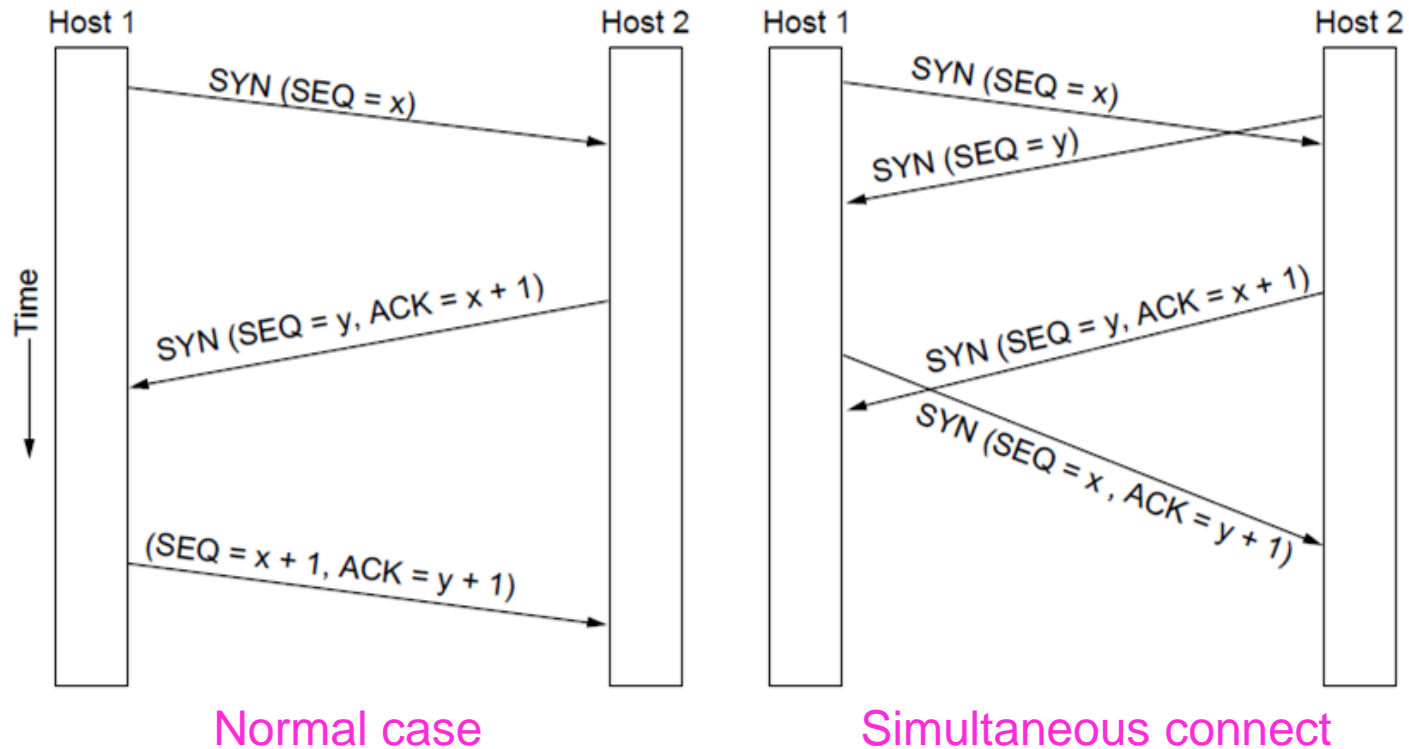 Host 1
Host 2
SYN (SEQ = x)
SYN (SEQ = y, ACK = x + 1)
(SEQ = x + 1, ACK = y + 1)
Time
Normal case
Host 1
Host 2
SYN (SEQ = x)
SYN (SEQ = y)
SYN (SEQ = y, ACK = x + 1)
SYN (SEQ = x , ACK = y + 1)
Simultaneous connect